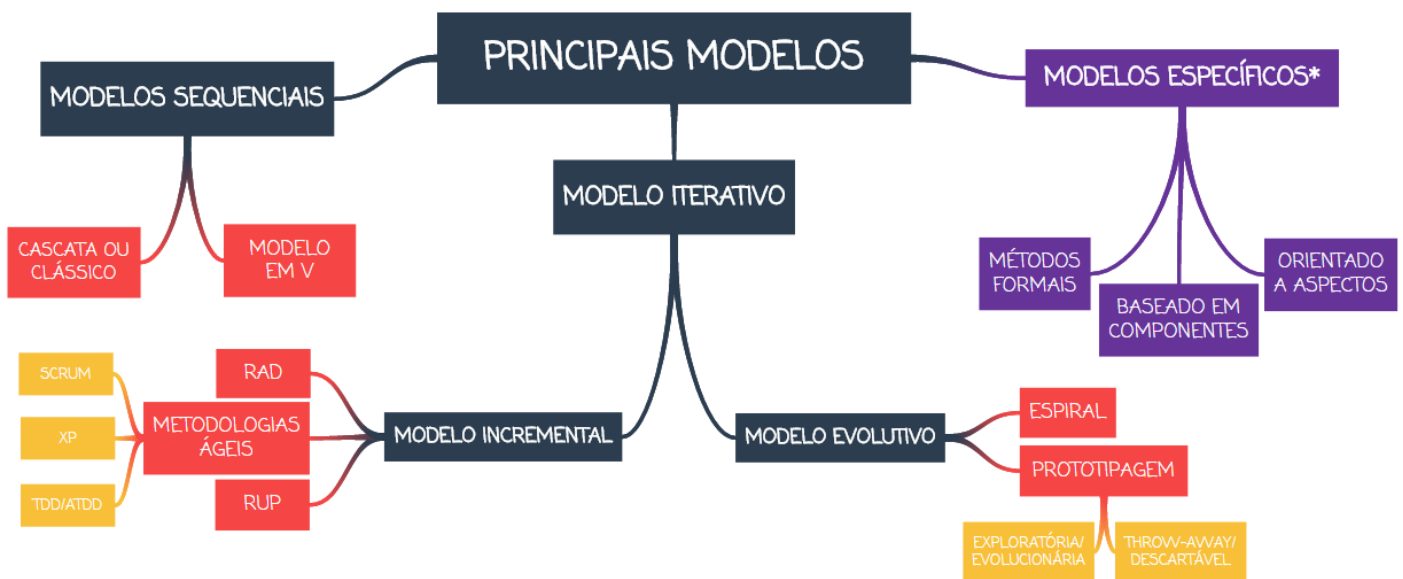 PRINCIPAIS MODELOS
MODELOS SEQUENCIAIS
MODELOS ESPECÍFICOS*
MODELO ITERATIVO
CASCATA OU
CLÁSSICO
MODELO
EM V
MÉTODOS
FORMAIS
BASEADO EM
COMPONENTES
ORIENTADO
A ASPECTOS
SCRUM
XP
TDD/ATDD
RAD
METODOLOGIAS
ÁGEIS
RUP
MODELO INCREMENTAL
MODELO EVOLUTIVO
ESPIRAL
PROTOTIPAGEM
EXPLORATÓRIA/
EVOLUCIONÁRIA
THROW-AWAY/
DESCARTÁVEL